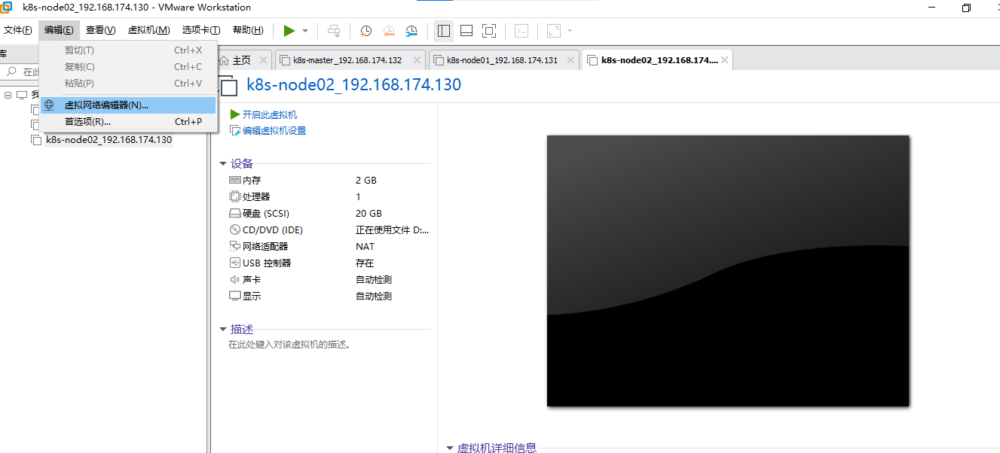 k8s-node02_192.168.174.130 - VMware Workstation
文件(F) 编辑(E) 查看(V) 虚拟机(M) 选项卡(T) 帮助(H)
剪切(T) Ctrl+X
复制(C) Ctrl+C
粘贴(P) Ctrl+V
虚拟网络编辑器(N)...
首选项(R)... Ctrl+P
库
在此
我
k8s-node02_192.168.174.130
主页 k8s-master_192.168.174.132 k8s-node01_192.168.174.131 k8s-node02_192.168.174....
k8s-node02_192.168.174.130
开启此虚拟机
编辑虚拟机设置
设备
内存 2 GB
处理器 1
硬盘 (SCSI) 20 GB
CD/DVD (IDE) 正在使用文件 D:...
网络适配器 NAT
USB 控制器 存在
声卡 自动检测
显示 自动检测
描述
在此处键入对该虚拟机的描述。
虚拟机详细信息